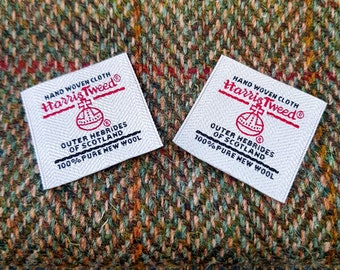 HAND WOVEN CLOTH
Harris Tweed®
®
OUTER HEBRIDES
OF SCOTLAND
100% PURE NEW WOOL
HAND WOVEN CLOTH
Harris Tweed®
®
OUTER HEBRIDES
OF SCOTLAND
100% PURE NEW WOOL